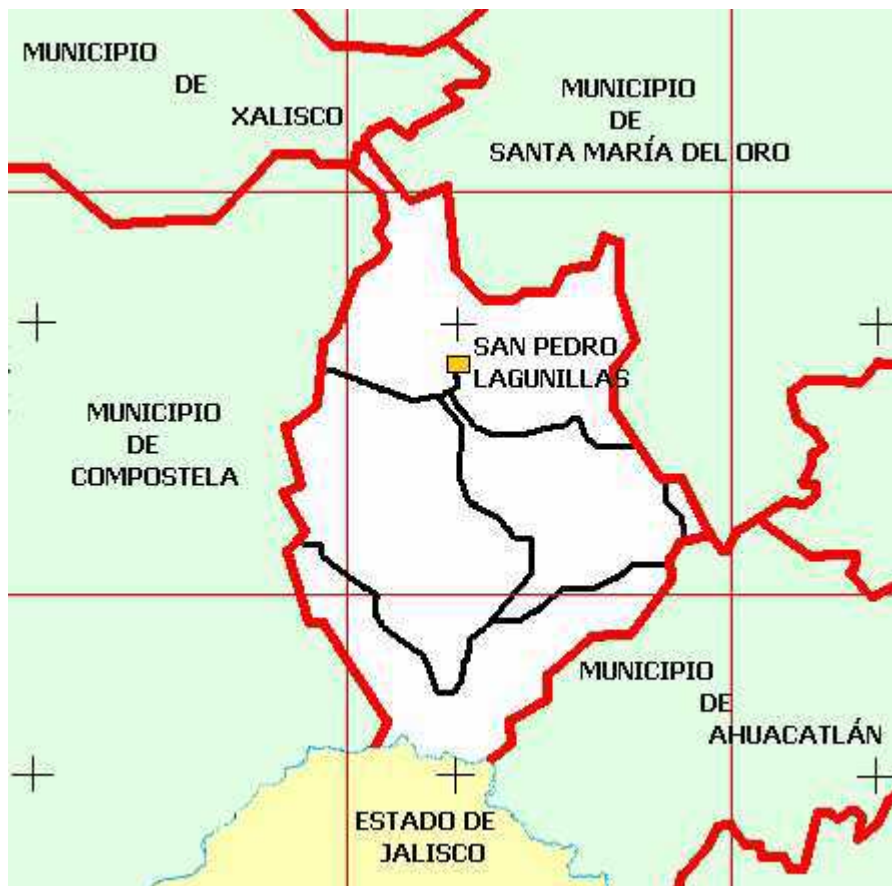 MUNICIPIO
DE
XALISCO
MUNICIPIO
DE
SANTA MARÍA DEL ORO
SAN PEDRO
LAGUNILLAS
MUNICIPIO
DE
COMPOSTELA
MUNICIPIO
DE
AHUACATLÁN
ESTADO DE
JALISCO